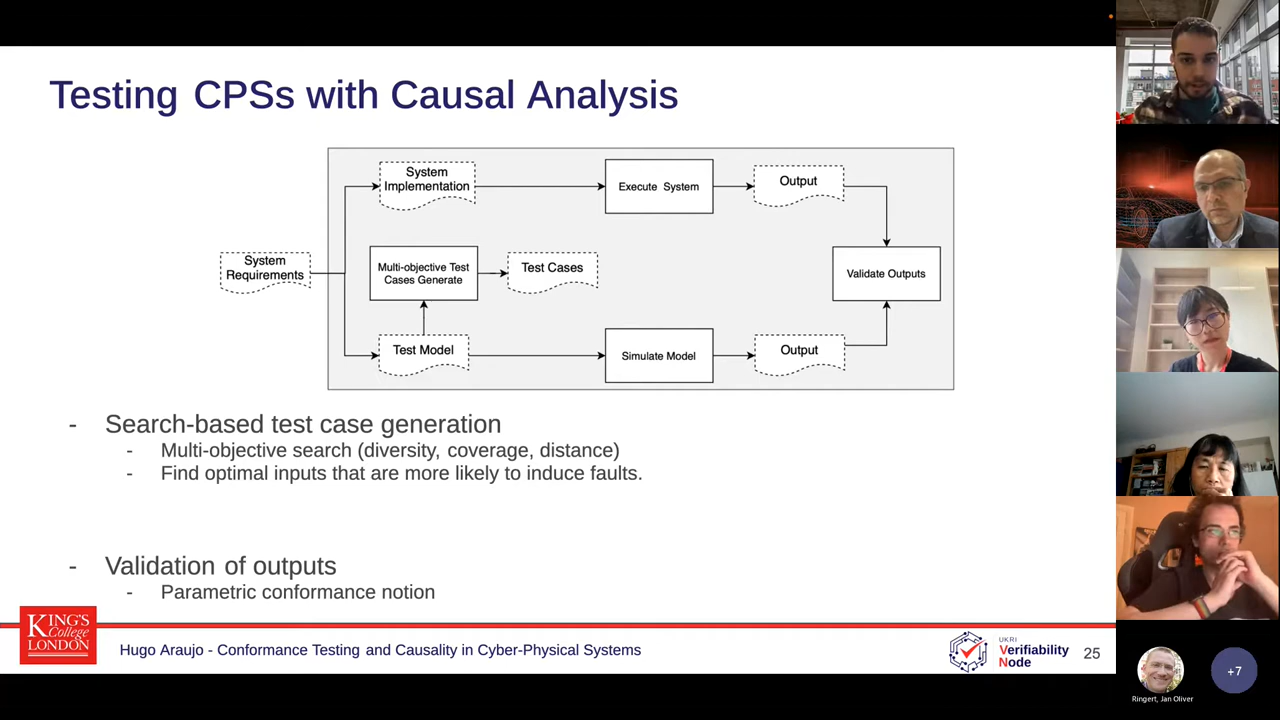 Testing CPSs with Causal Analysis
System
Implementation
Execute System
Output
System
Requirements
Multi-objective Test
Cases Generate
Test Cases
Validate Outputs
Test Model
Simulate Model
Output
- Search-based test case generation
- Multi-objective search (diversity, coverage, distance)
- Find optimal inputs that are more likely to induce faults.
- Validation of outputs
- Parametric conformance notion
KING'S
College
LONDON
Hugo Araujo - Conformance Testing and Causality in Cyber-Physical Systems
UKRI
Verifiability
Node
25
+7
Ringert, Jan Oliver